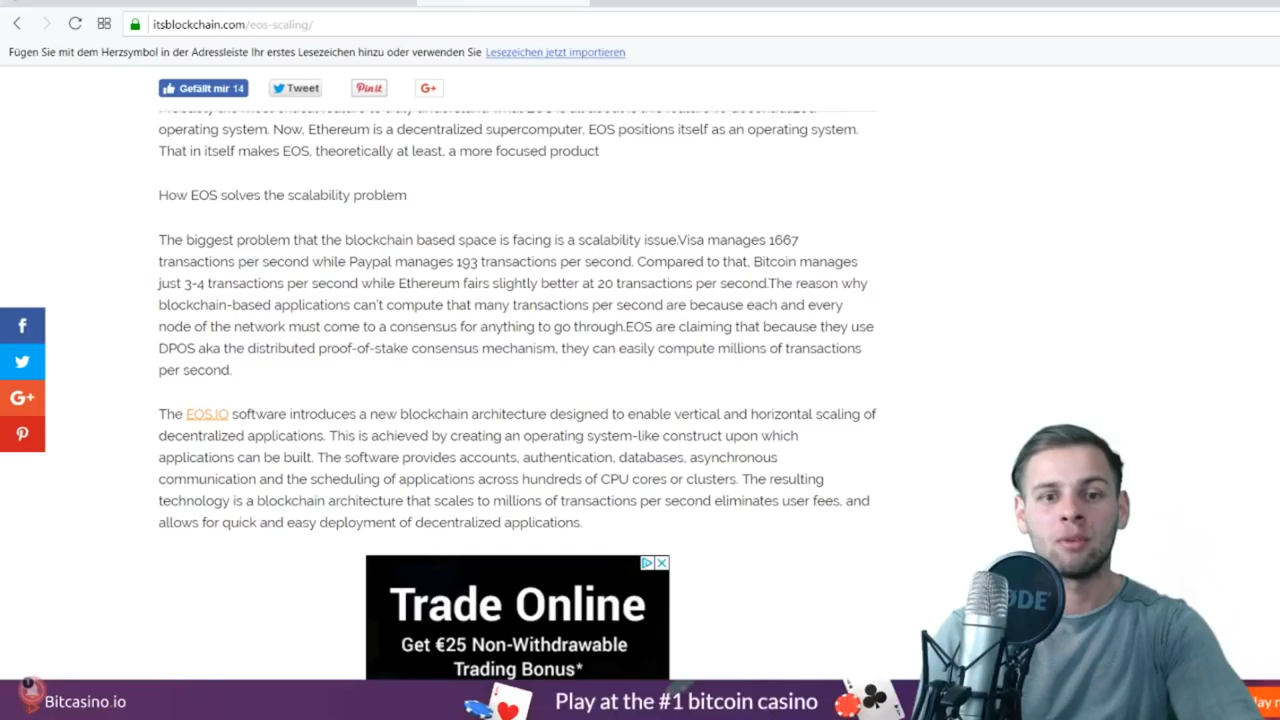 itsblockchain.com/eos-scaling/
Fügen Sie mit dem Herzsymbol in der Adressleiste Ihr erstes Lesezeichen hinzu oder verwenden Sie Lesezeichen jetzt importieren
Gefällt mir 14
Tweet
Pin it
G+
operating system. Now, Ethereum is a decentralized supercomputer, EOS positions itself as an operating system.
That in itself makes EOS, theoretically at least, a more focused product
How EOS solves the scalability problem
The biggest problem that the blockchain based space is facing is a scalability issue.Visa manages 1667
transactions per second while Paypal manages 193 transactions per second. Compared to that, Bitcoin manages
just 3-4 transactions per second while Ethereum fairs slightly better at 20 transactions per second.The reason why
blockchain-based applications can't compute that many transactions per second are because each and every
node of the network must come to a consensus for anything to go through.EOS are claiming that because they use
DPOS aka the distributed proof-of-stake consensus mechanism, they can easily compute millions of transactions
per second.
The EOS.IO software introduces a new blockchain architecture designed to enable vertical and horizontal scaling of
decentralized applications. This is achieved by creating an operating system-like construct upon which
applications can be built. The software provides accounts, authentication, databases, asynchronous
communication and the scheduling of applications across hundreds of CPU cores or clusters. The resulting
technology is a blockchain architecture that scales to millions of transactions per second eliminates user fees, and
allows for quick and easy deployment of decentralized applications.
f
G+
Trade Online
Get €25 Non-Withdrawable
Trading Bonus*
Bitcasino.io
Play at the #1 bitcoin casino